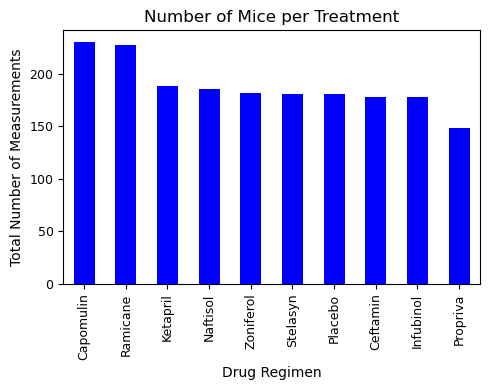 Number of Mice per Treatment
Total Number of Measurements
200
150
100
50
0
Capomulin
Ramicane
Ketapril
Naftisol
Zoniferol
Stelasyn
Placebo
Ceftamin
Infubinol
Propriva
Drug Regimen